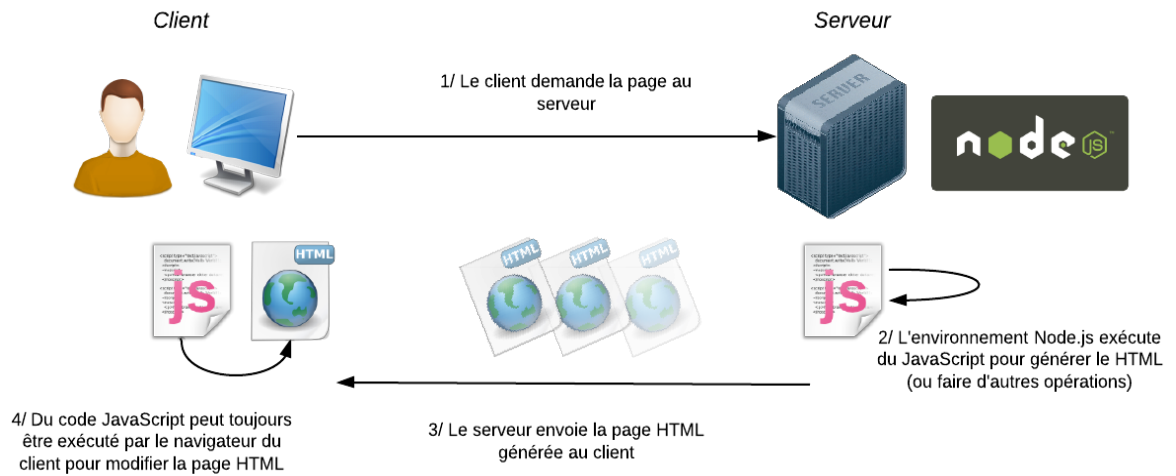 Client
Serveur
1/ Le client demande la page au
serveur
SERVER
node JS ™
HTML
HTML
HTML
HTML
js
js
2/ L'environnement Node.js exécute
du JavaScript pour générer le HTML
(ou faire d'autres opérations)
3/ Le serveur envoie la page HTML
générée au client
4/ Du code JavaScript peut toujours
être exécuté par le navigateur du
client pour modifier la page HTML